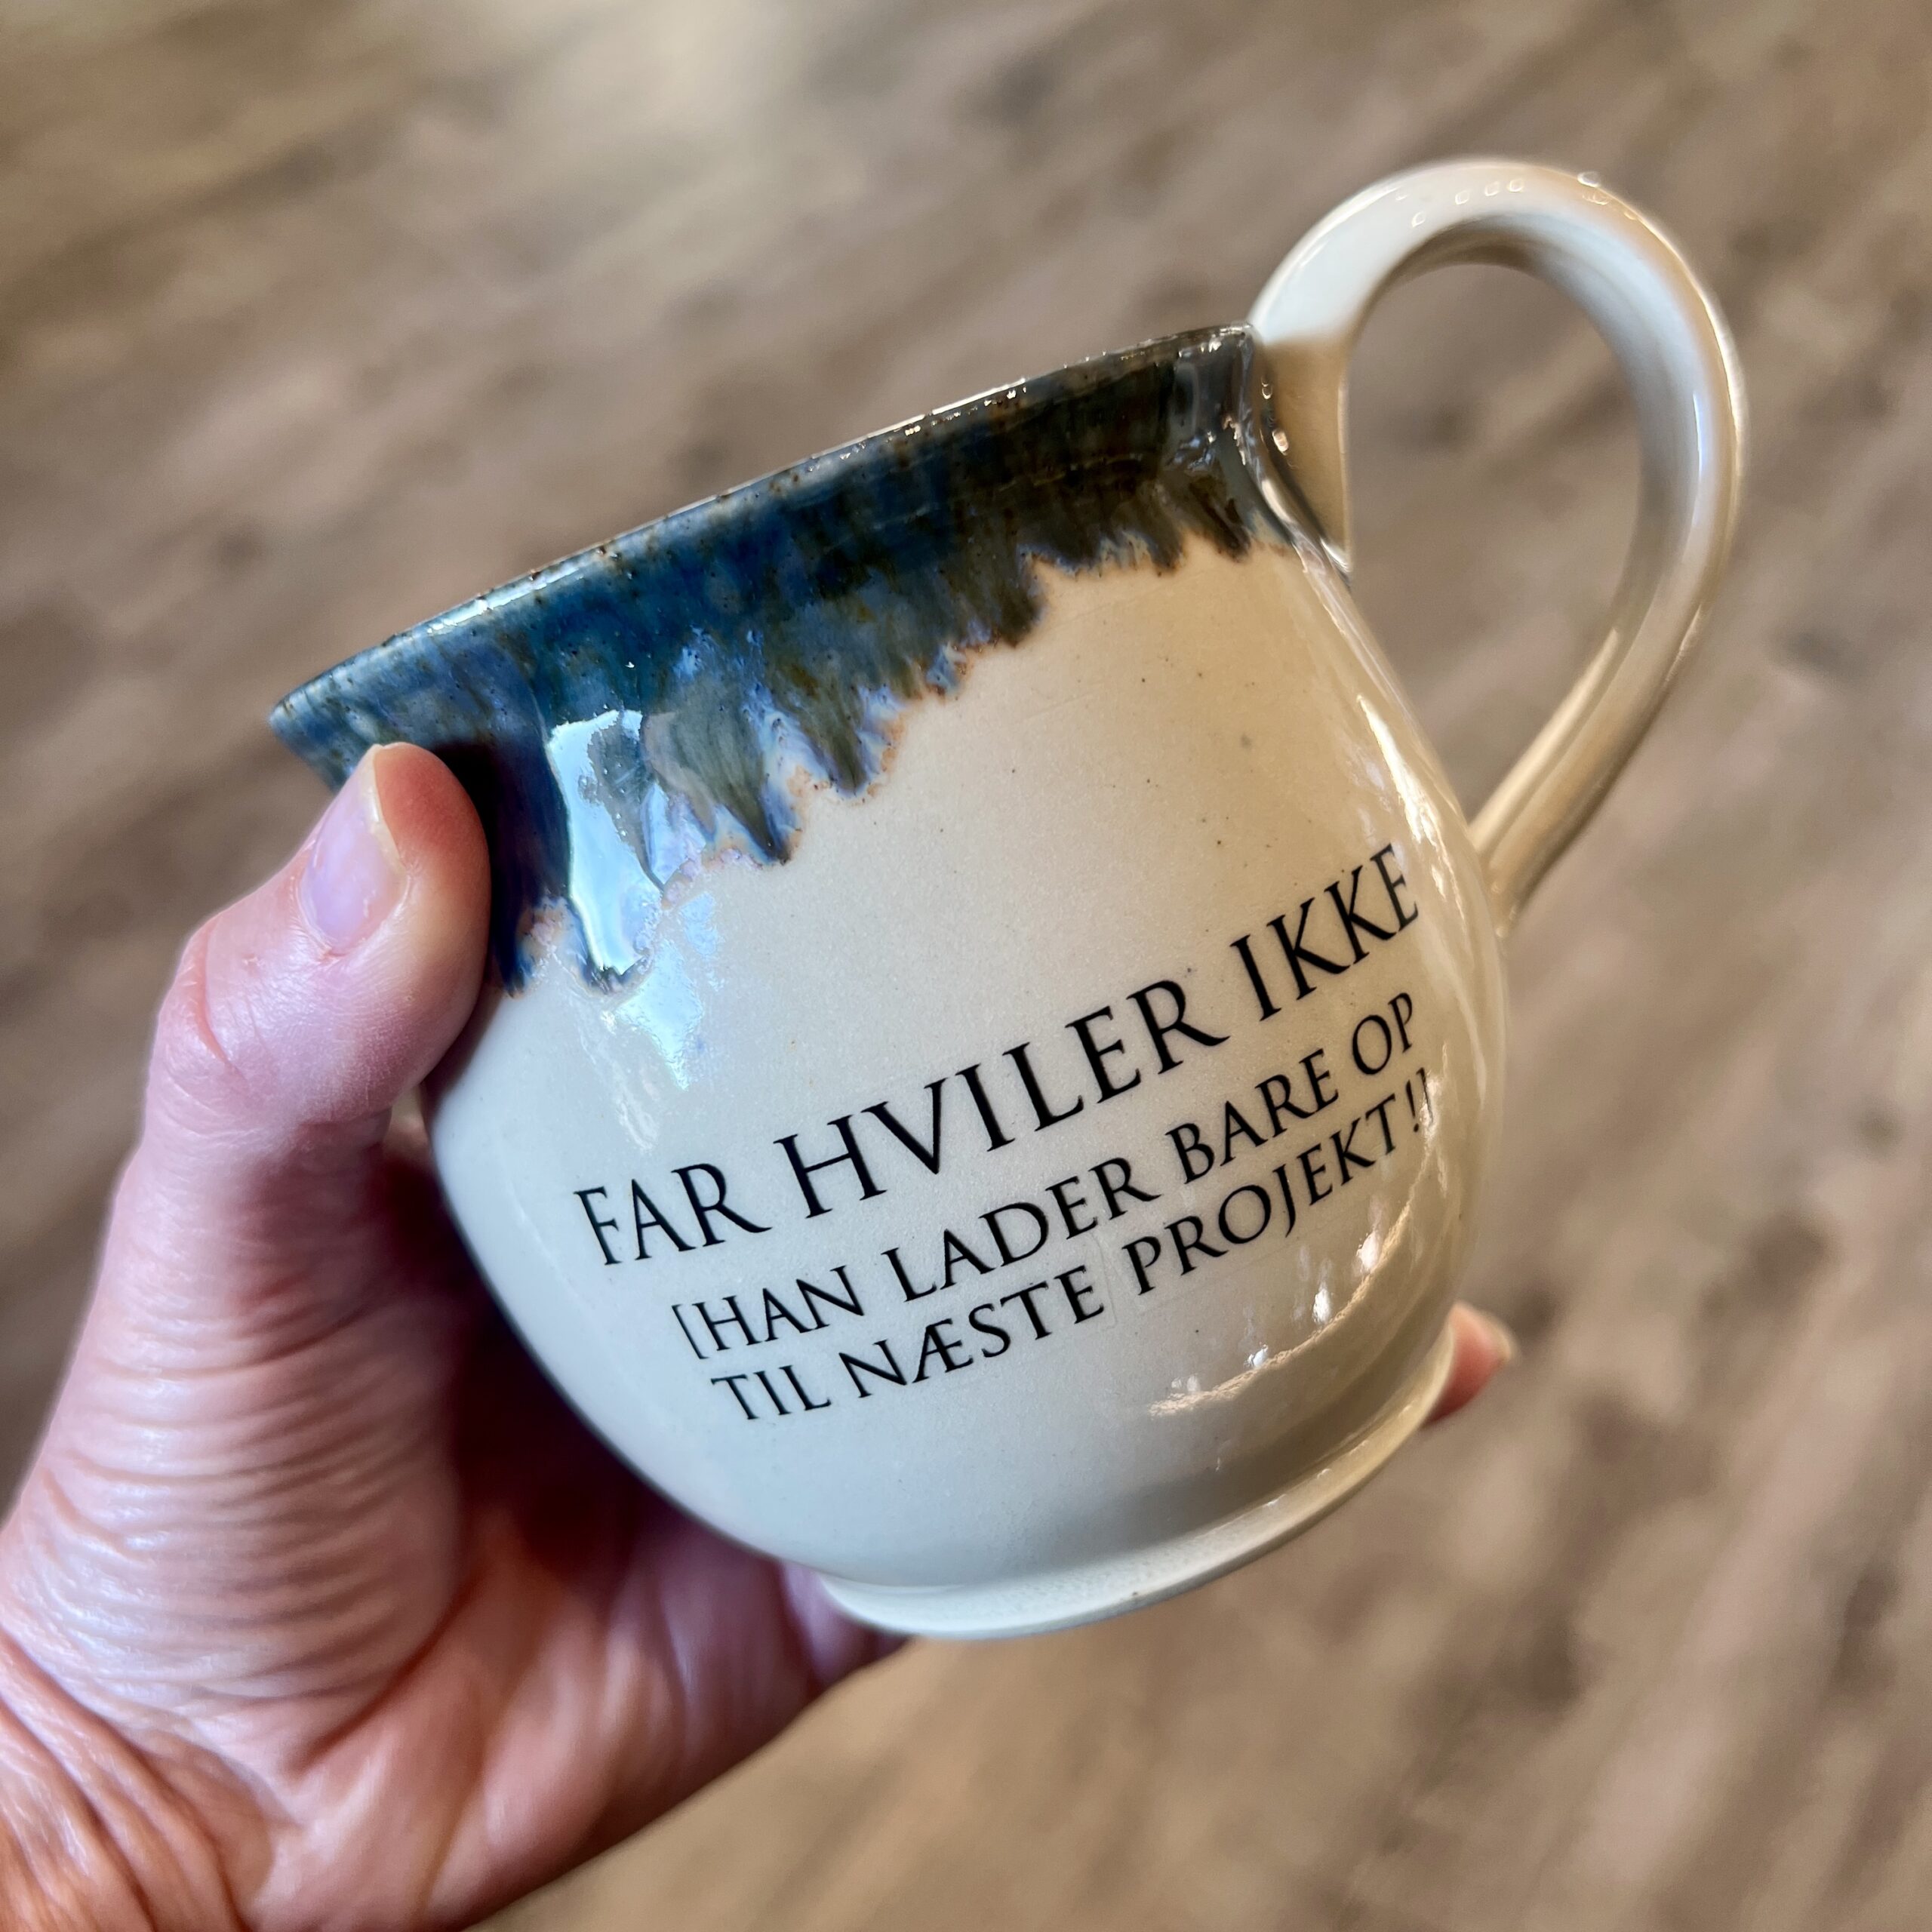 FAR HVILER IKKE
[HAN LADER BARE OP
TIL NÆSTE PROJEKT!]